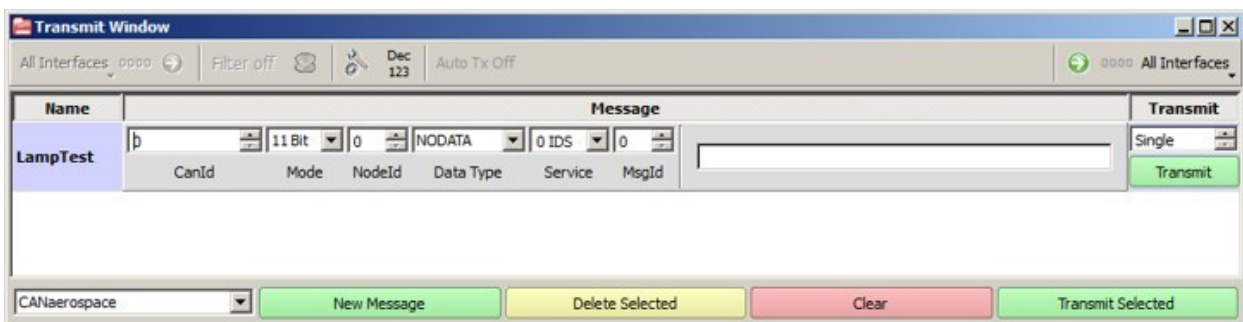 Transmit Window
All Interfaces 0000 Filter off Dec 123 Auto Tx Off 0000 All Interfaces
Name Message Transmit
LampTest 0 11 Bit 0 NODATA 0 IDS 0 Single
CanId Mode NodeId Data Type Service MsgId Transmit
CANaerospace New Message Delete Selected Clear Transmit Selected